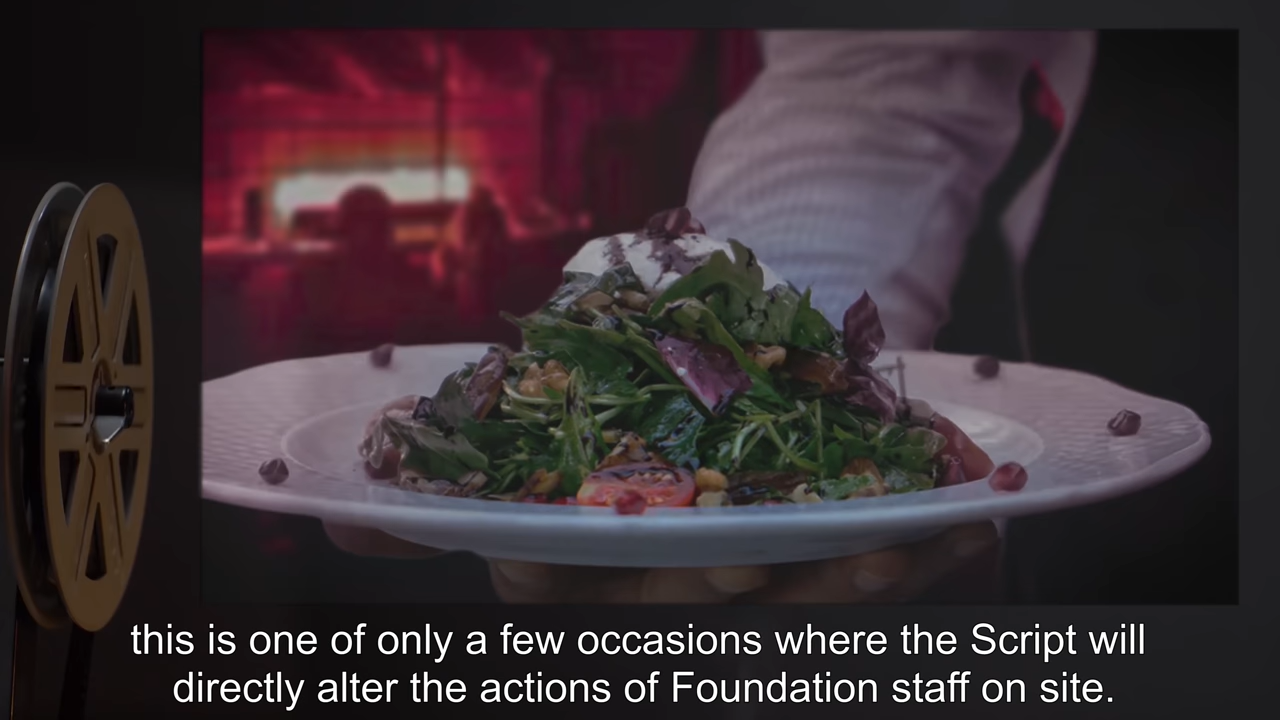 this is one of only a few occasions where the Script will
directly alter the actions of Foundation staff on site.